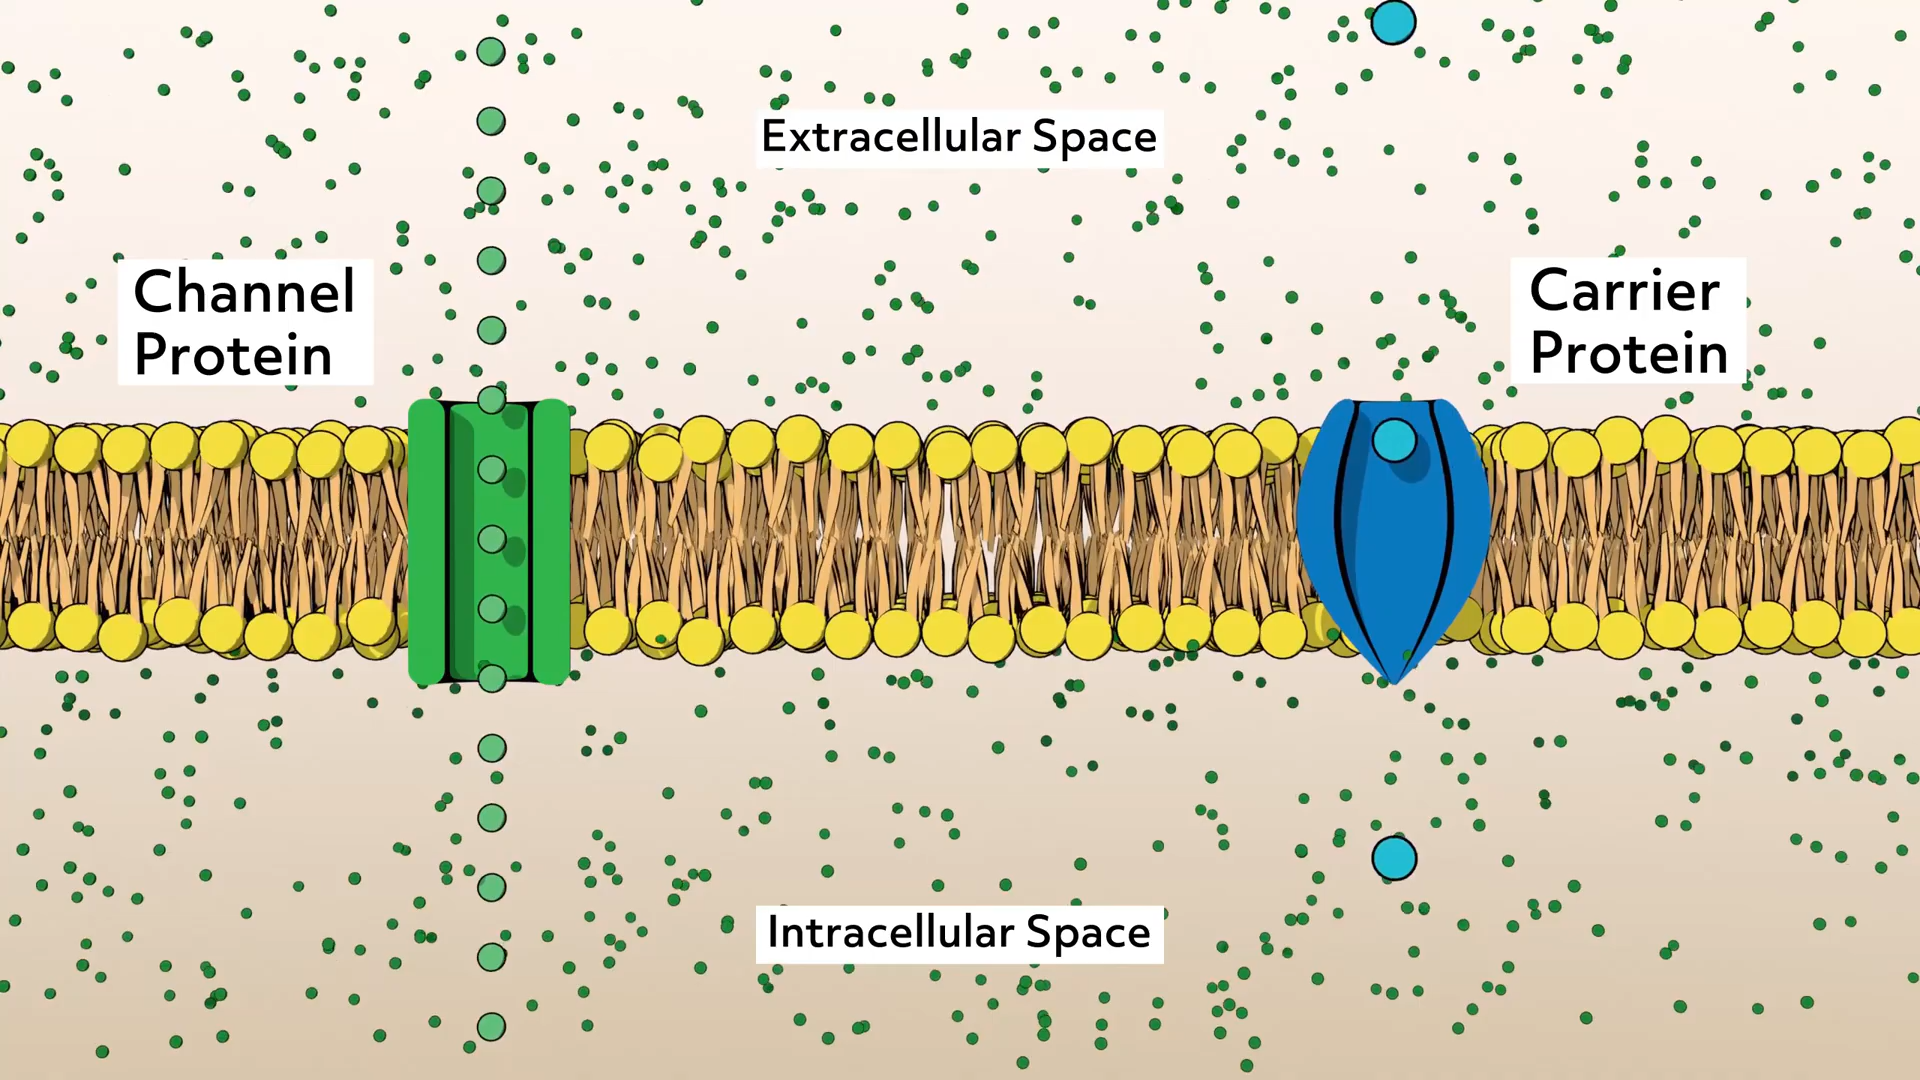 Extracellular Space
Channel
Protein
Carrier
Protein
Intracellular Space